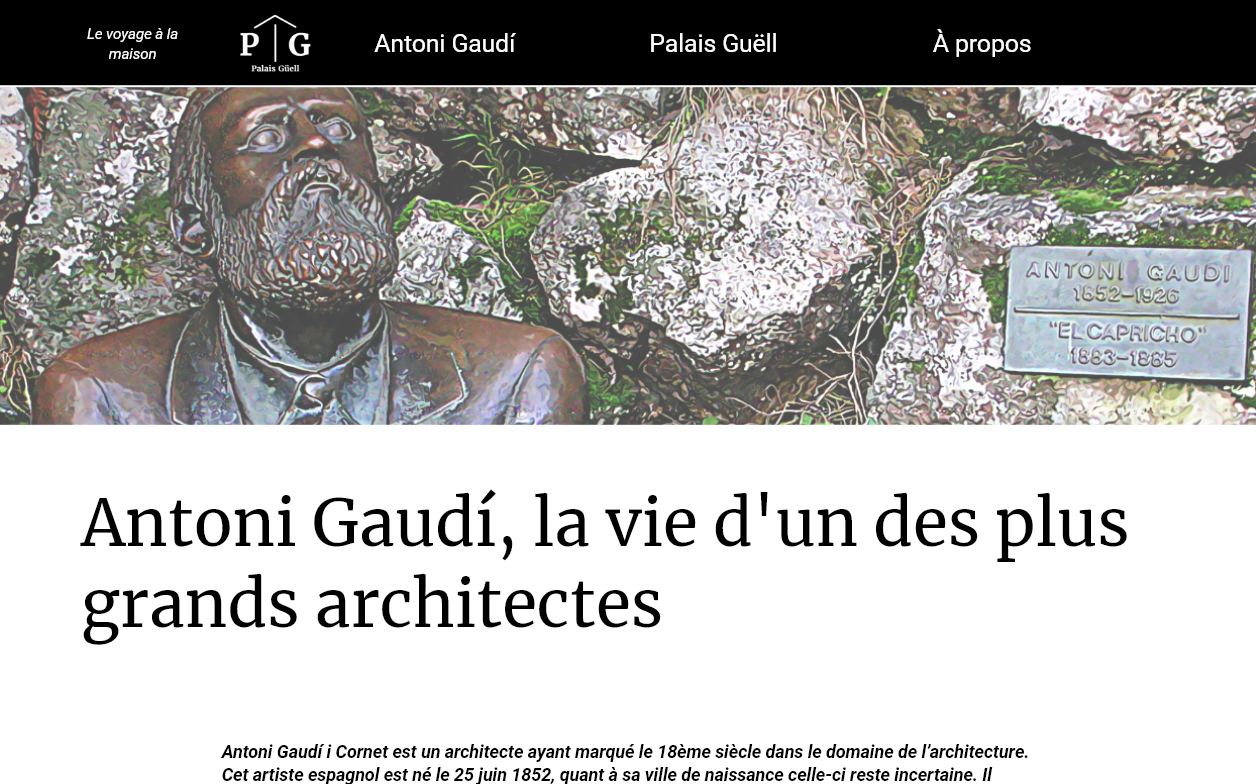 Le voyage à la
maison
P G
Palais Güell
Antoni Gaudí
Palais Guëll
À propos
ANTONI GAUDI
1852-1926
"EL CAPRICHO"
1883-1885
Antoni Gaudí, la vie d'un des plus
grands architectes
Antoni Gaudí i Cornet est un architecte ayant marqué le 18ème siècle dans le domaine de l’architecture.
Cet artiste espagnol est né le 25 juin 1852, quant à sa ville de naissance celle-ci reste incertaine. Il